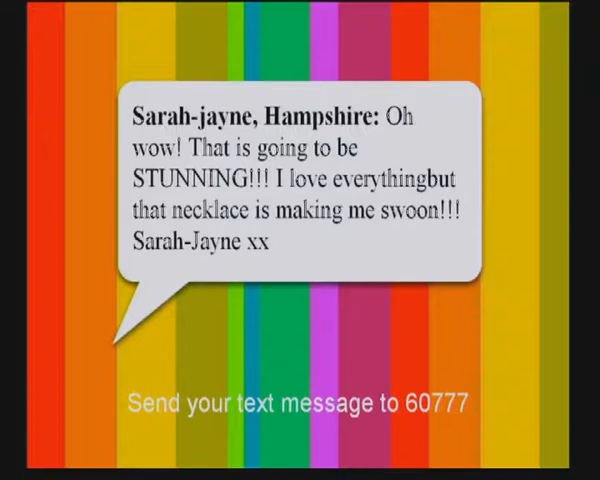 Sarah-jayne, Hampshire: Oh
wow! That is going to be
STUNNING!!! I love everythingbut
that necklace is making me swoon!!!
Sarah-Jayne xx
Send your text message to 60777